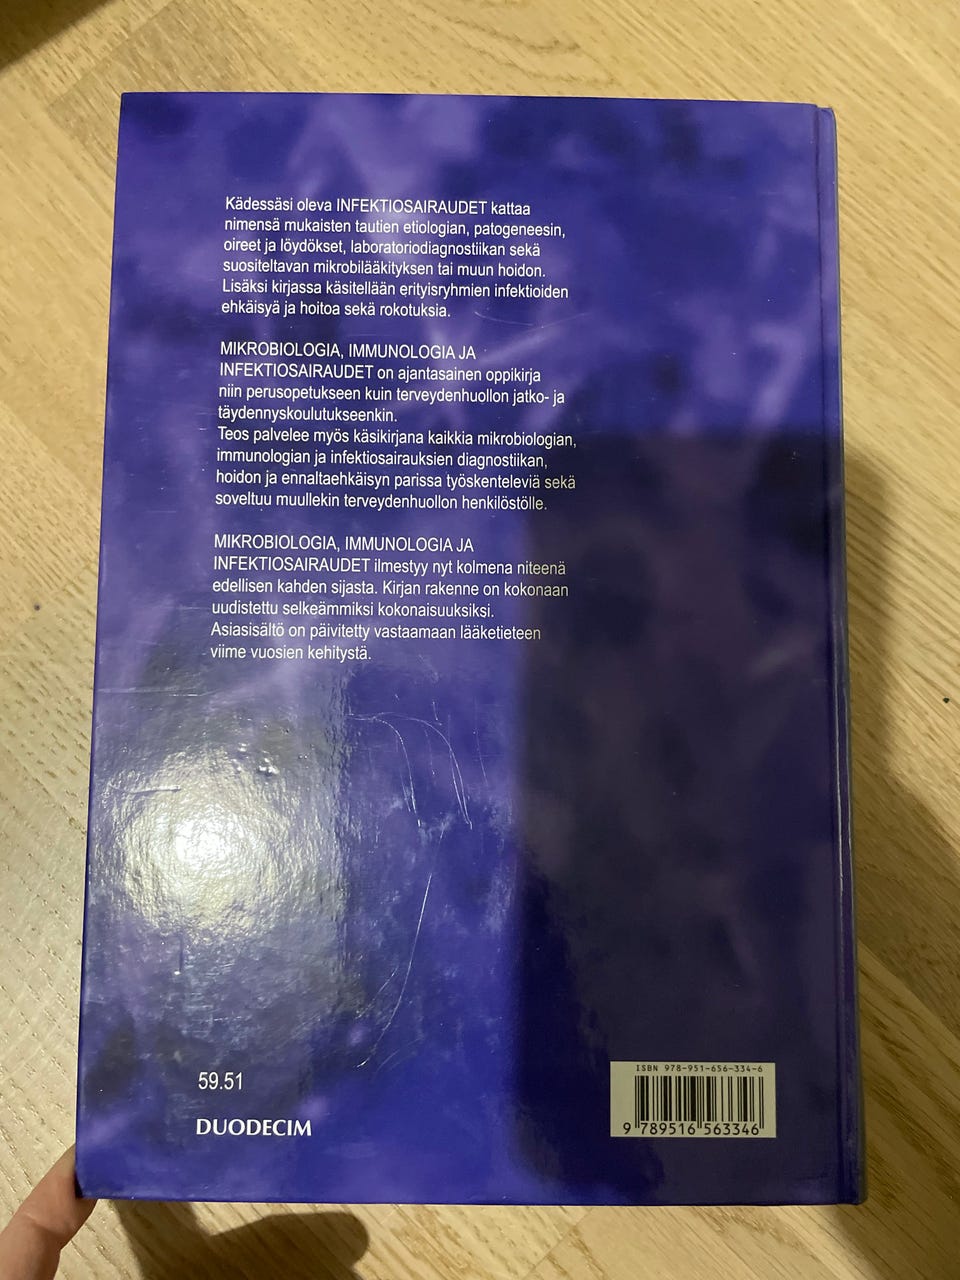 Kädessäsi oleva INFEKTIOSAIRAUDET kattaa
nimensä mukaisten tautien etiologian, patogeneesin,
oireet ja löydökset, laboratoriodiagnostiikan sekä
suositeltavan mikrobilääkityksen tai muun hoidon.
Lisäksi kirjassa käsitellään erityisryhmien infektioiden
ehkäisyä ja hoitoa sekä rokotuksia.
MIKROBIOLOGIA, IMMUNOLOGIA JA
INFEKTIOSAIRAUDET on ajantasainen oppikirja
niin perusopetukseen kuin terveydenhuollon jatko- ja
täydennyskoulutukseenkin.
Teos palvelee myös käsikirjana kaikkia mikrobiologian,
immunologian ja infektiosairauksien diagnostiikan,
hoidon ja ennaltaehkäisyn parissa työskenteleviä sekä
soveltuu muullekin terveydenhuollon henkilöstölle.
MIKROBIOLOGIA, IMMUNOLOGIA JA
INFEKTIOSAIRAUDET ilmestyy nyt kolmena niteenä
edellisen kahden sijasta. Kirjan rakenne on kokonaan
uudistettu selkeämmiksi kokonaisuuksiksi.
Asiasisältö on päivitetty vastaamaan lääketieteen
viime vuosien kehitystä.
59.51
DUODECIM
ISBN 978-951-656-334-6
9 789516 563346